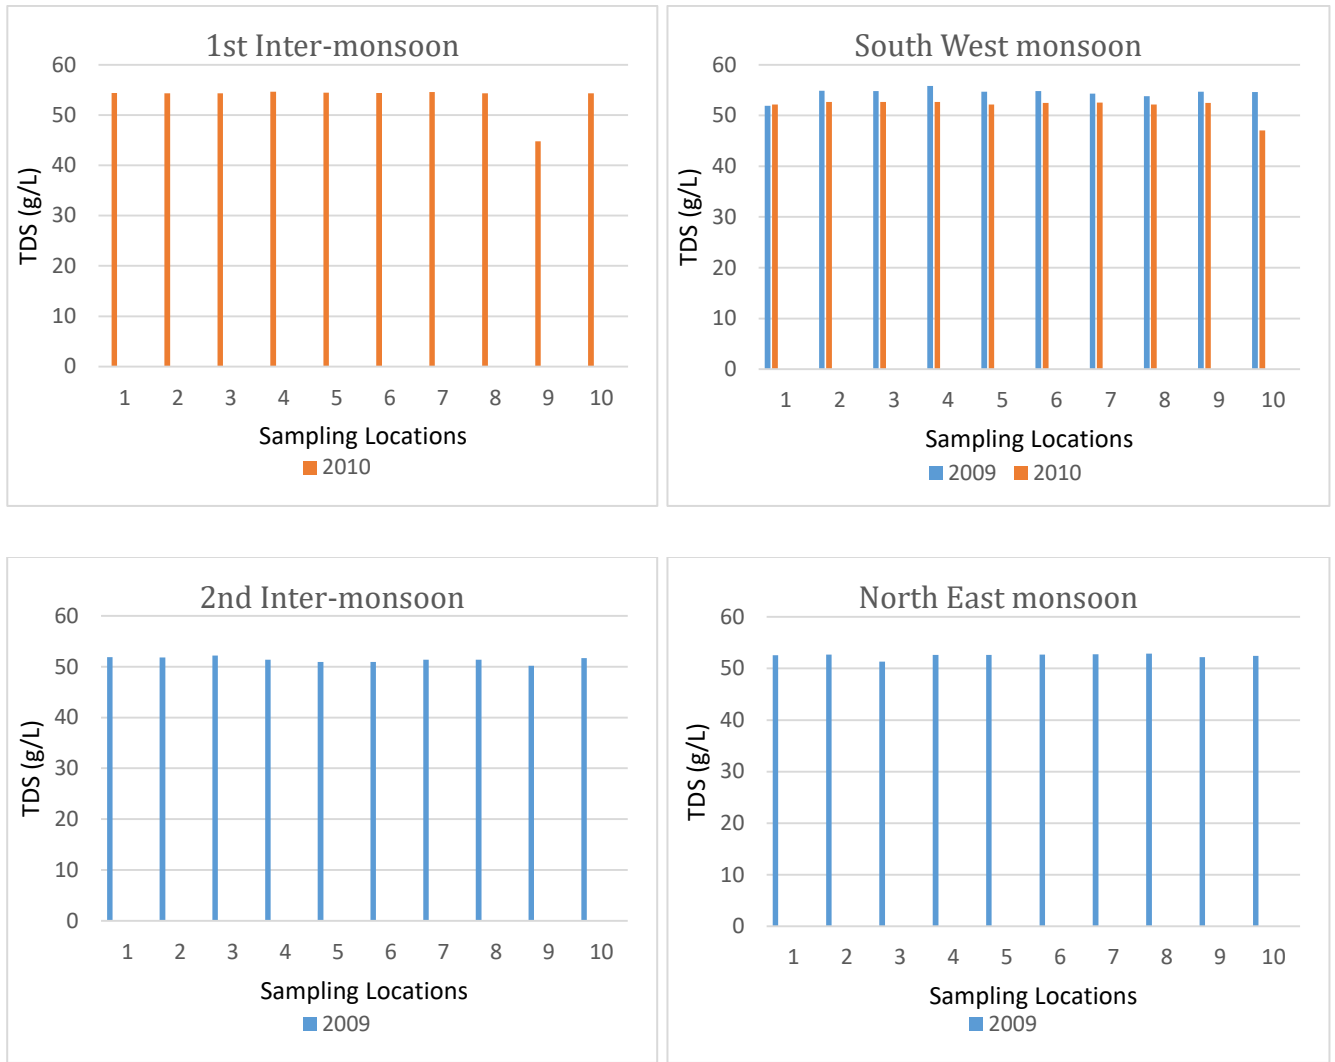 1st Inter-monsoon
60
50
40
30
20
10
0
TDS (g/L)
1 2 3 4 5 6 7 8 9 10
Sampling Locations
2010
South West monsoon
60
50
40
30
20
10
0
TDS (g/L)
1 2 3 4 5 6 7 8 9 10
Sampling Locations
2009 2010
2nd Inter-monsoon
60
50
40
30
20
10
0
TDS (g/L)
1 2 3 4 5 6 7 8 9 10
Sampling Locations
2009
North East monsoon
60
50
40
30
20
10
0
TDS (g/L)
1 2 3 4 5 6 7 8 9 10
Sampling Locations
2009